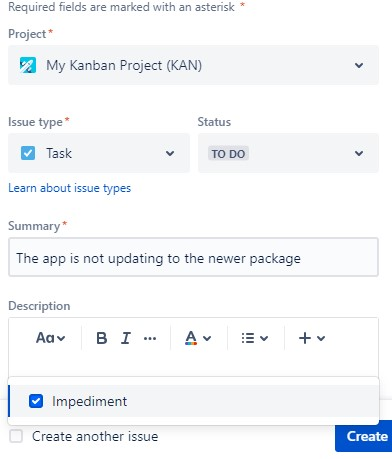 Required fields are marked with an asterisk *
Project*
My Kanban Project (KAN)
Issue type* Status
Task TO DO
Learn about issue types
Summary*
The app is not updating to the newer package
Description
Aa B I ... A +
Impediment
Create another issue Create